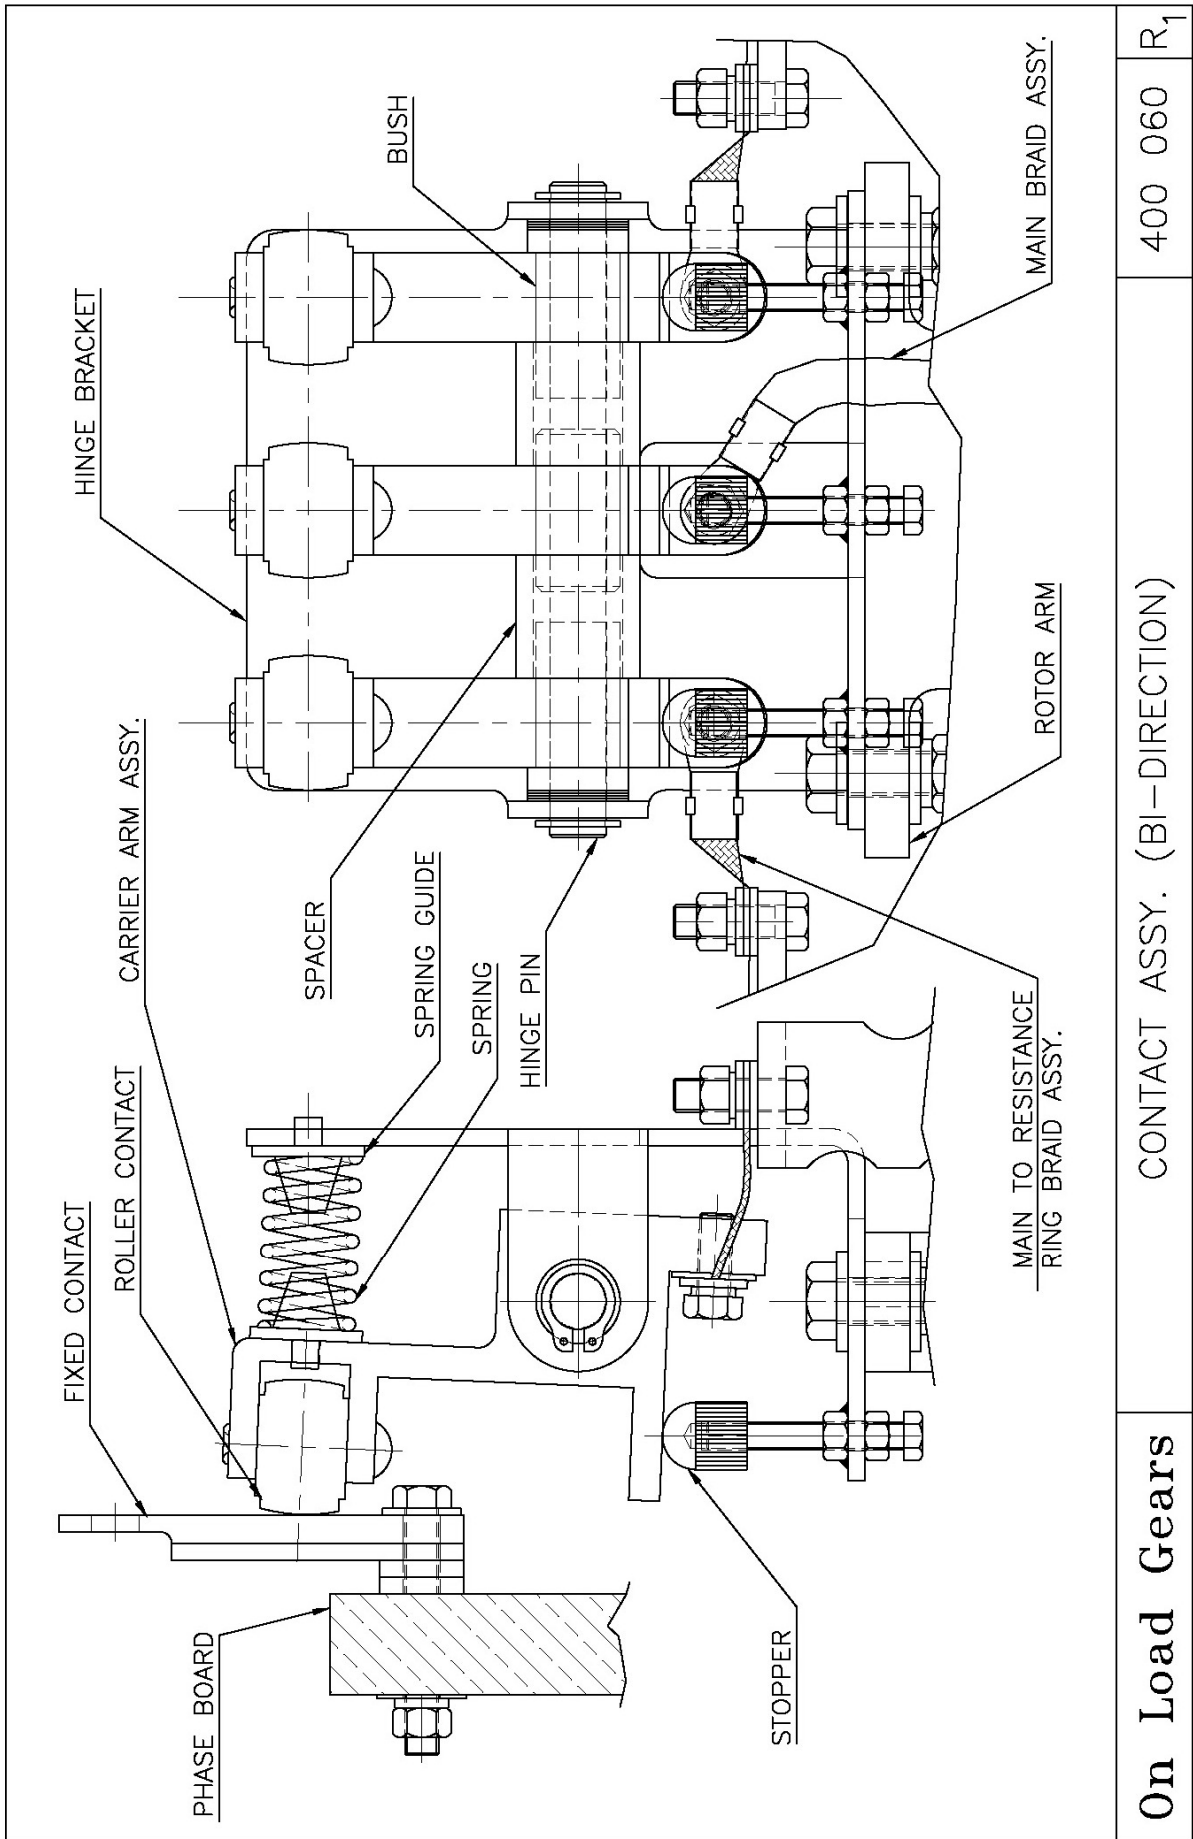 PHASE BOARD
FIXED CONTACT
ROLLER CONTACT
CARRIER ARM ASSY.
HINGE BRACKET
SPACER
SPRING GUIDE
SPRING
HINGE PIN
BUSH
STOPPER
MAIN TO RESISTANCE
RING BRAID ASSY.
ROTOR ARM
MAIN BRAID ASSY.
On Load Gears
CONTACT ASSY. (BI-DIRECTION)
400 060
R1